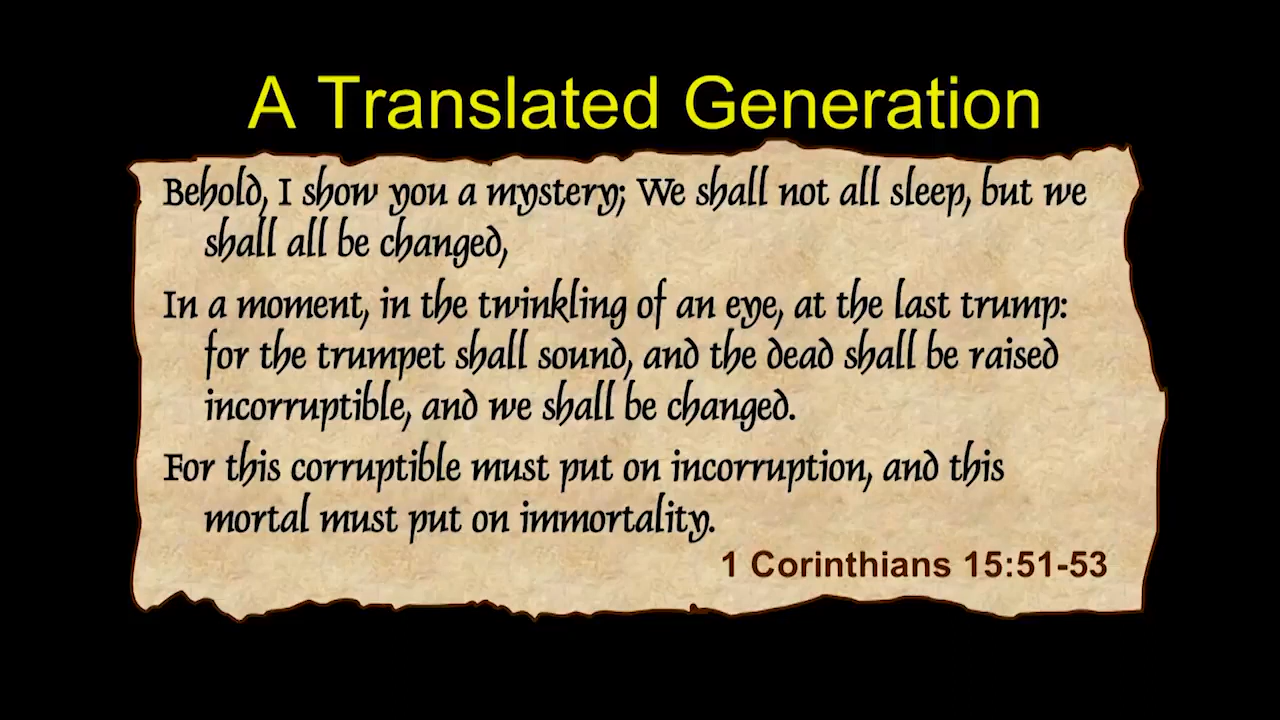 A Translated Generation
Behold, I show you a mystery; We shall not all sleep, but we
shall all be changed,
In a moment, in the twinkling of an eye, at the last trump:
for the trumpet shall sound, and the dead shall be raised
incorruptible, and we shall be changed.
For this corruptible must put on incorruption, and this
mortal must put on immortality.
1 Corinthians 15:51-53